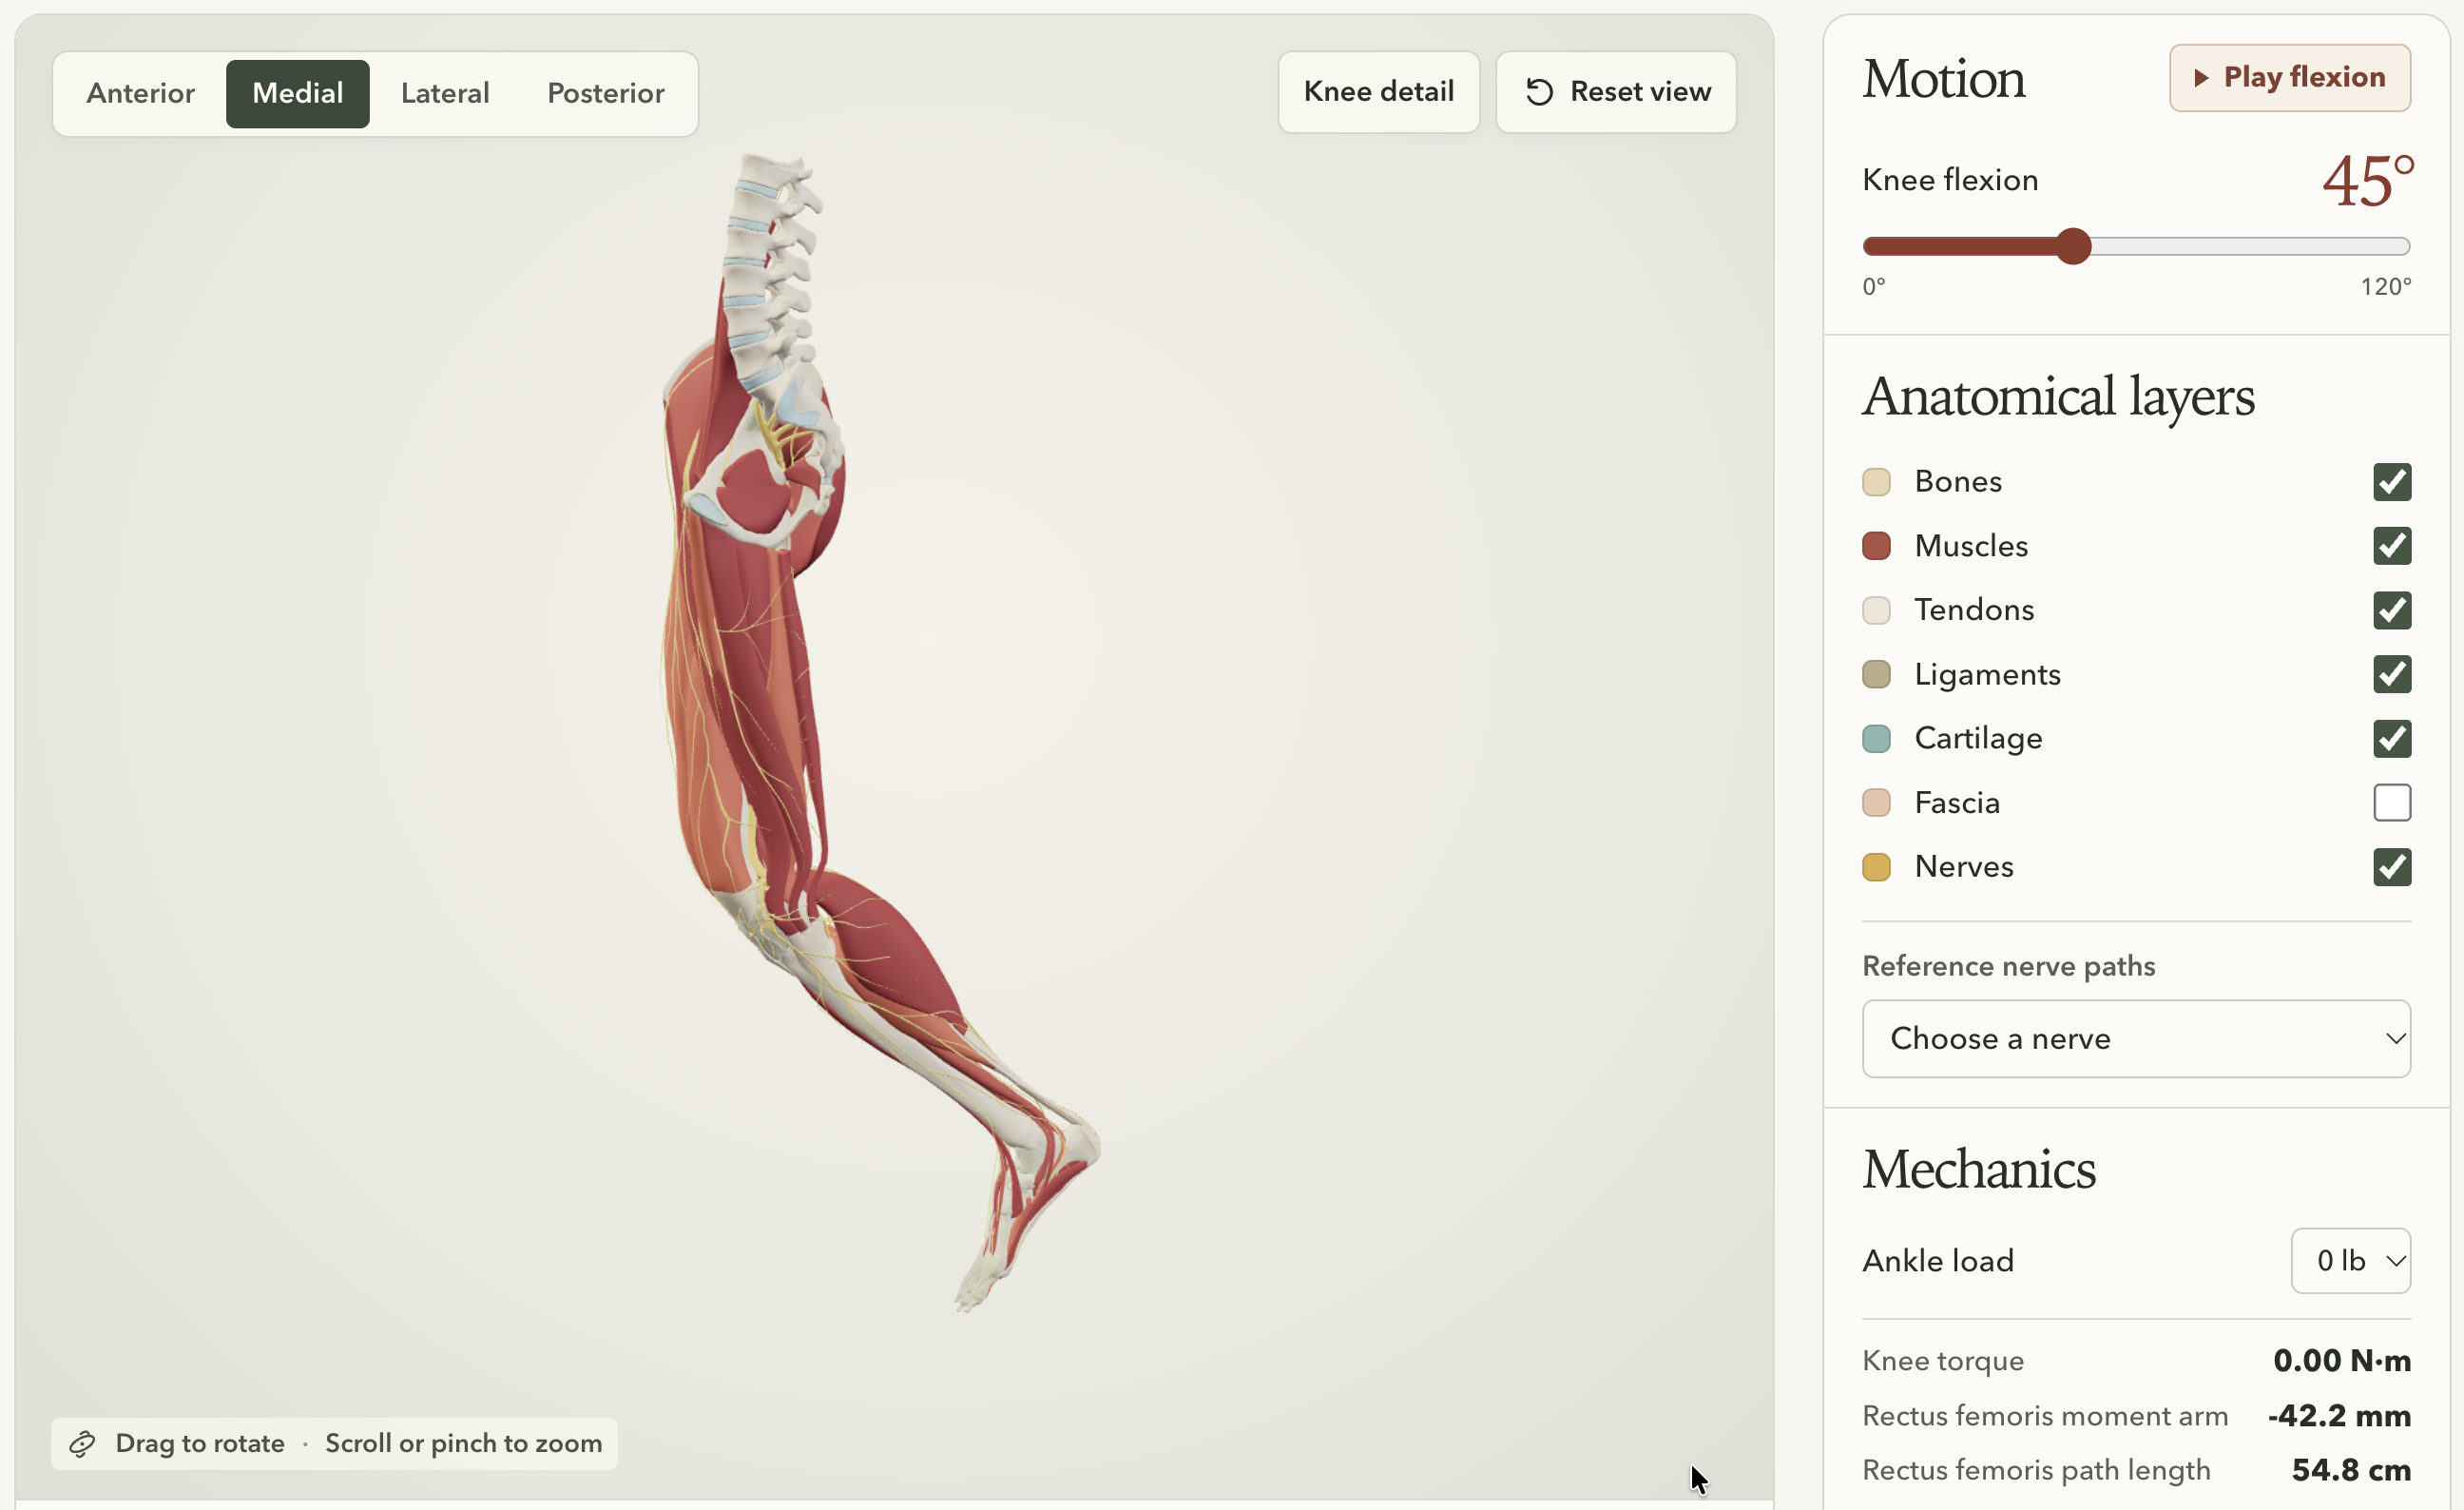 Anterior Medial Lateral Posterior
Knee detail
Reset view
Drag to rotate · Scroll or pinch to zoom
Motion
Play flexion
Knee flexion 45°
0° 120°
Anatomical layers
Bones
Muscles
Tendons
Ligaments
Cartilage
Fascia
Nerves
Reference nerve paths
Choose a nerve
Mechanics
Ankle load 0 lb
Knee torque 0.00 N·m
Rectus femoris moment arm -42.2 mm
Rectus femoris path length 54.8 cm